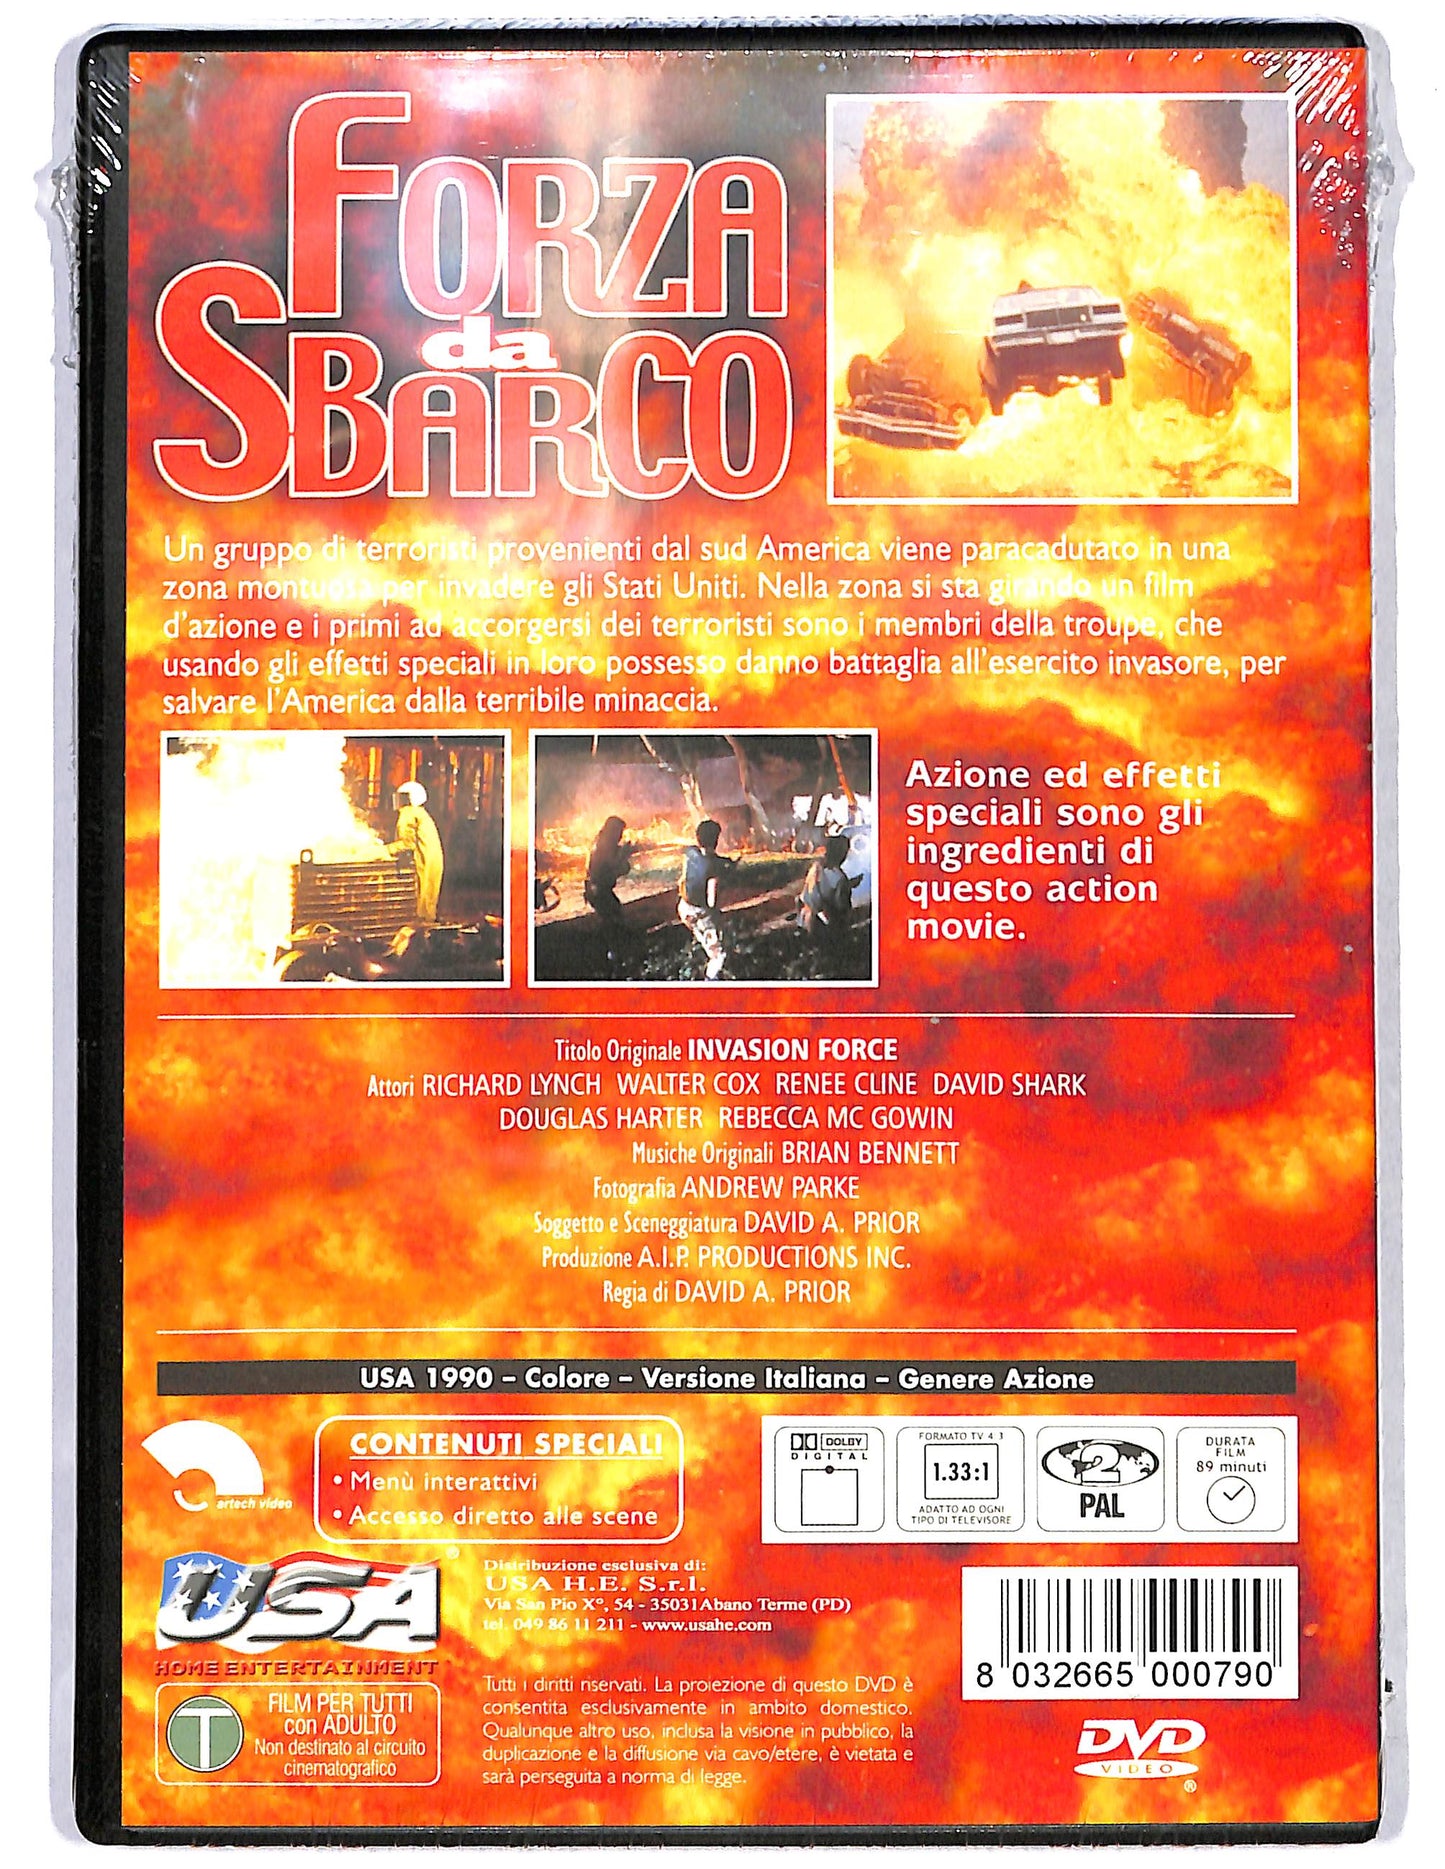 FORZA
da
SBARCO
Un gruppo di terroristi provenienti dal sud America viene paracadutato in una
zona montuosa per invadere gli Stati Uniti. Nella zona si sta girando un film
d'azione e i primi ad accorgersi dei terroristi sono i membri della troupe, che
usando gli effetti speciali in loro possesso danno battaglia all'esercito invasore, per
salvare l'America dalla terribile minaccia.
Azione ed effetti
speciali sono gli
ingredienti di
questo action
movie.
Titolo Originale INVASION FORCE
Attori RICHARD LYNCH WALTER COX RENEE CLINE DAVID SHARK
DOUGLAS HARTER REBECCA MC GOWIN
Musiche Originali BRIAN BENNETT
Fotografia ANDREW PARKE
Soggetto e Sceneggiatura DAVID A. PRIOR
Produzione A.I.P. PRODUCTIONS INC.
Regia di DAVID A. PRIOR
USA 1990 – Colore – Versione Italiana – Genere Azione
artech video
CONTENUTI SPECIALI
• Menù interattivi
• Accesso diretto alle scene
DOLBY
DIGITAL
FORMATO TV 4:3
1.33:1
ADATTO AD OGNI
TIPO DI TELEVISORE
2
PAL
DURATA
FILM
89 minuti
USA®
HOME ENTERTAINMENT
Distribuzione esclusiva di:
USA H.E. S.r.l.
Via San Pio X°, 54 - 35031 Abano Terme (PD)
tel. 049 86 11 211 - www.usahe.com
8 032665 000790
T
FILM PER TUTTI
con ADULTO
Non destinato al circuito
cinematografico
Tutti i diritti riservati. La proiezione di questo DVD è
consentita esclusivamente in ambito domestico.
Qualunque altro uso, inclusa la visione in pubblico, la
duplicazione e la diffusione via cavo/etere, è vietata e
sarà perseguita a norma di legge.
DVD
VIDEO
®